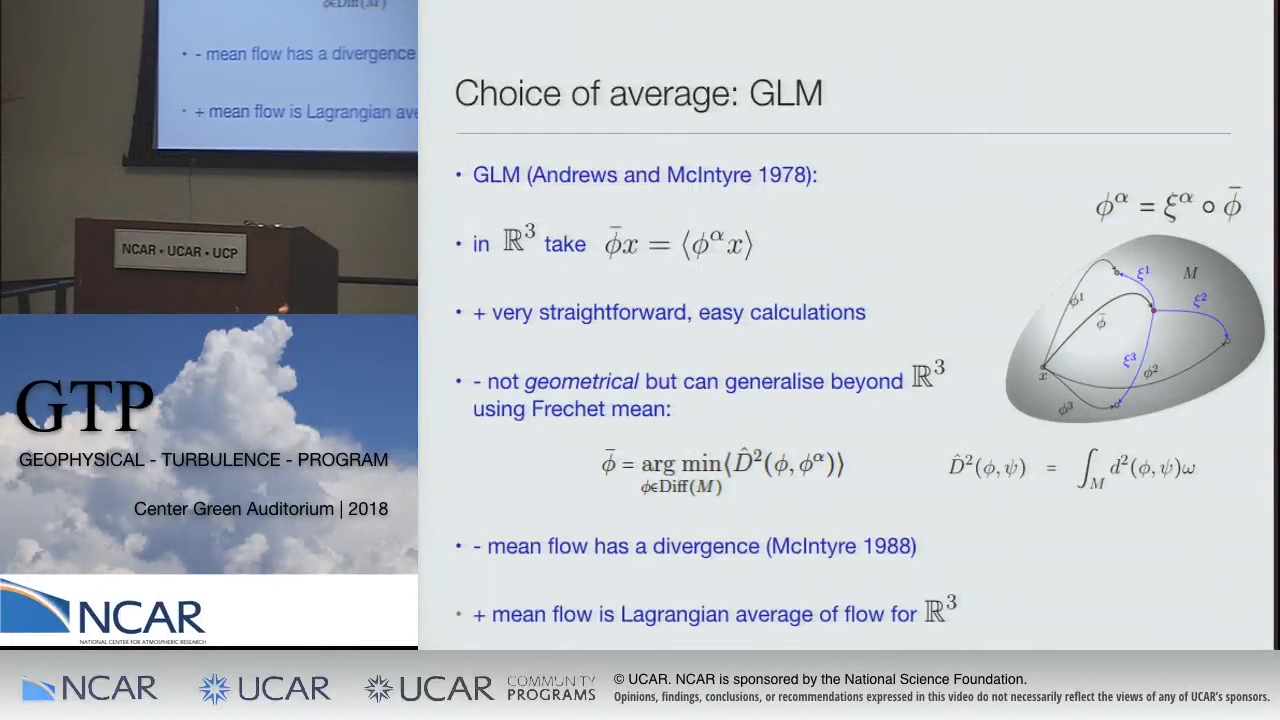 ϕ∈Diff(M)
• - mean flow has a divergence
• + mean flow is Lagrangian ave
NCAR • UCAR • UCP
GTP
GEOPHYSICAL - TURBULENCE - PROGRAM
Center Green Auditorium | 2018
NCAR
NATIONAL CENTER FOR ATMOSPHERIC RESEARCH
Choice of average: GLM
• GLM (Andrews and McIntyre 1978):
ϕ^α = ξ^α ∘ ϕ̄
• in ℝ³ take ϕ̄x = ⟨ϕ^α x⟩
M
ξ¹
ξ²
ϕ¹
ϕ̄
ξ³
ϕ²
x
ϕ³
• + very straightforward, easy calculations
• - not geometrical but can generalise beyond ℝ³
using Frechet mean:
ϕ̄ = arg min⟨D̂²(ϕ, ϕ^α)⟩
ϕ∈Diff(M)
D̂²(ϕ, ψ) = ∫_M d²(ϕ, ψ)ω
• - mean flow has a divergence (McIntyre 1988)
• + mean flow is Lagrangian average of flow for ℝ³
NCAR UCAR UCAR COMMUNITY
PROGRAMS
© UCAR. NCAR is sponsored by the National Science Foundation.
Opinions, findings, conclusions, or recommendations expressed in this video do not necessarily reflect the views of any of UCAR's sponsors.